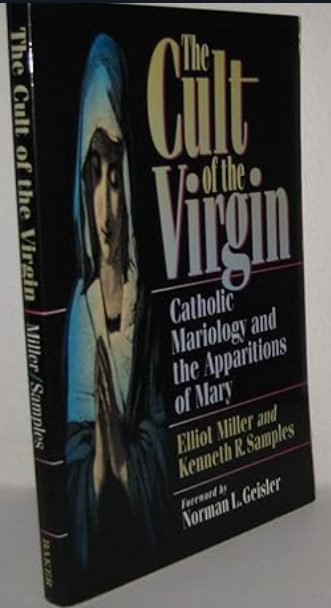 The Cult of the Virgin Miller/Samples BAKER
The
Cult
of the
Virgin
Catholic
Mariology and
the Apparitions
of Mary
Elliot Miller and
Kenneth R. Samples
Foreword by
Norman L. Geisler